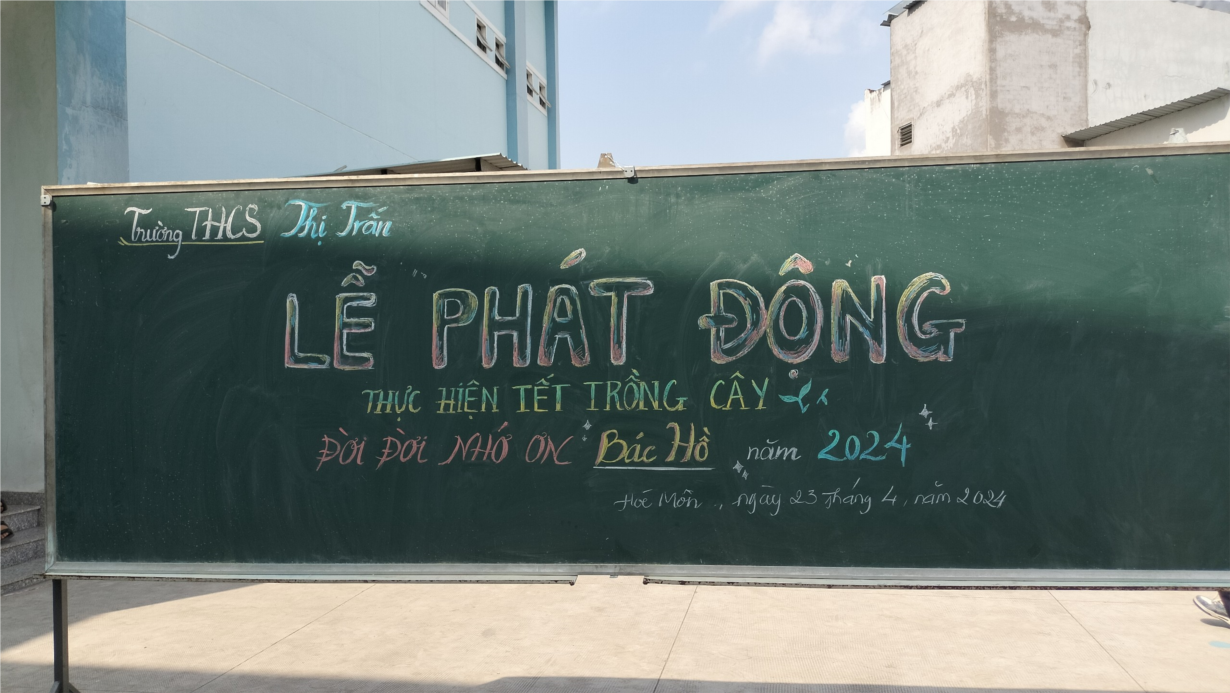 Trường THCS Thị Trấn
LỄ PHÁT ĐỘNG
THỰC HIỆN TẾT TRỒNG CÂY
ĐỜI ĐỜI NHỚ ƠN Bác Hồ năm 2024
Hóc Môn, ngày 23 tháng 4, năm 2024